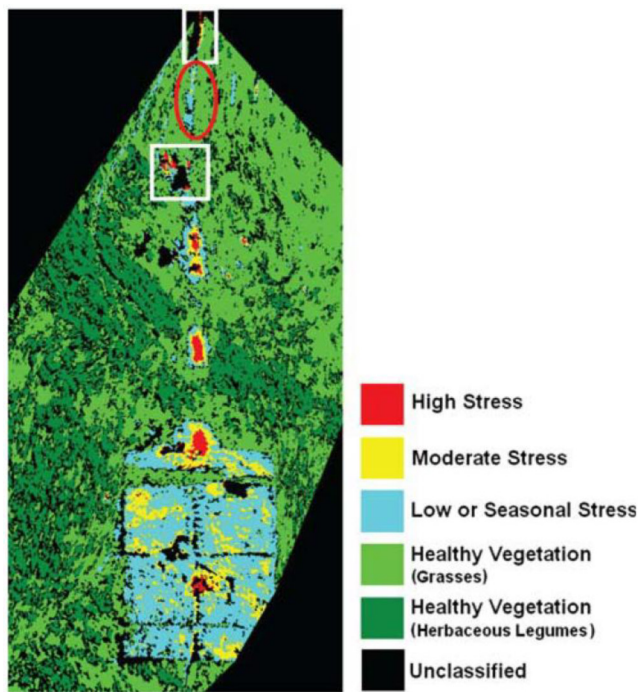 High Stress
Moderate Stress
Low or Seasonal Stress
Healthy Vegetation
(Grasses)
Healthy Vegetation
(Herbaceous Legumes)
Unclassified